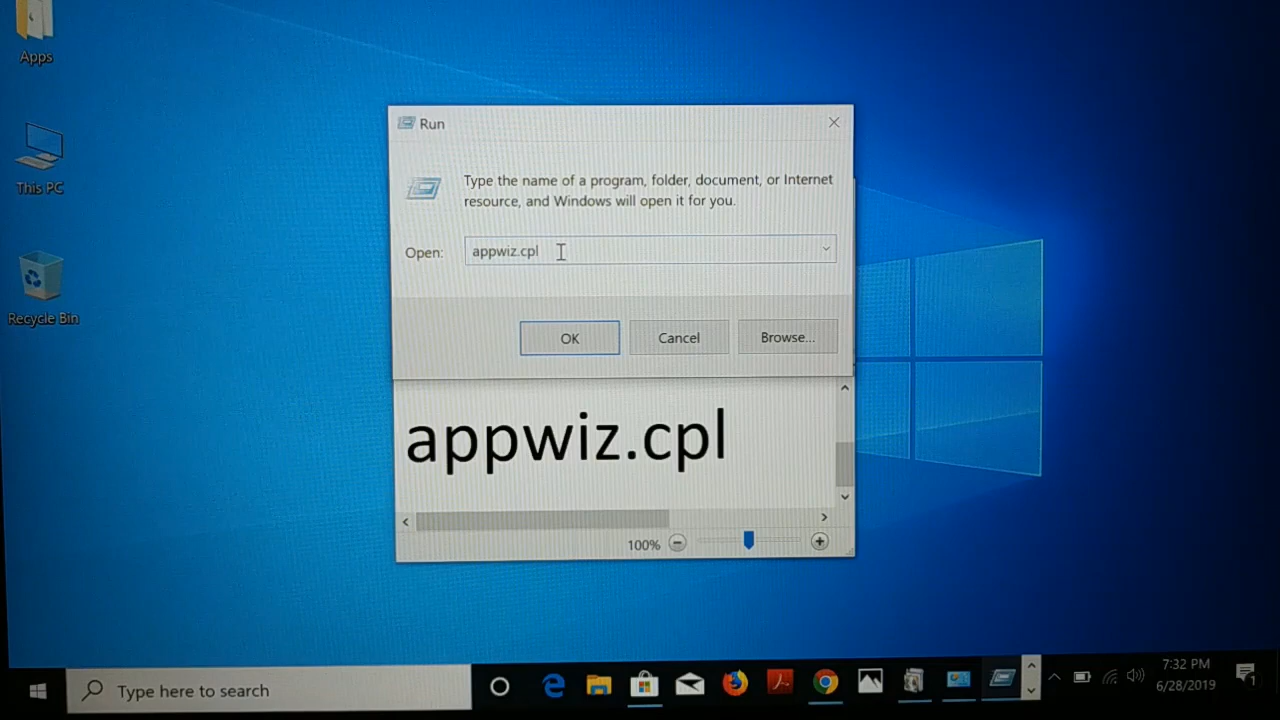 Apps
This PC
Recycle Bin
Run
Type the name of a program, folder, document, or Internet
resource, and Windows will open it for you.
Open:
appwiz.cpl
OK
Cancel
Browse...
appwiz.cpl
100%
Type here to search
7:32 PM
6/28/2019
1